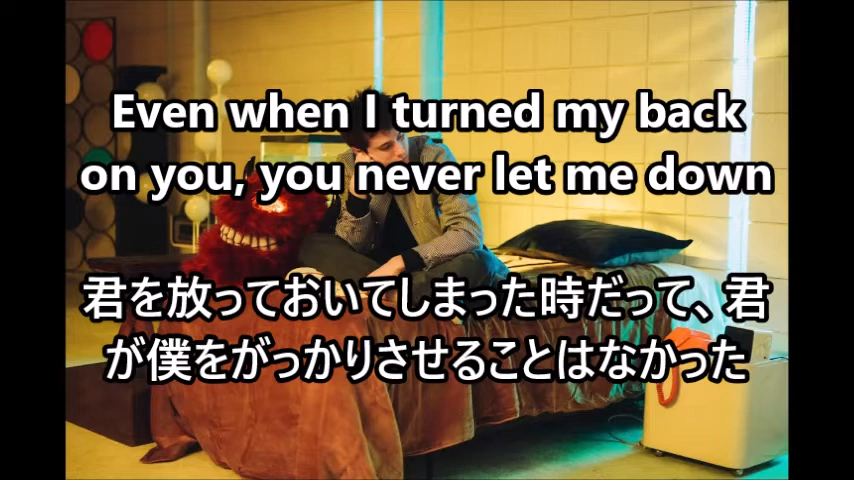 Even when I turned my back
on you, you never let me down
君を放っておいてしまった時だって、君
が僕をがっかりさせることはなかった